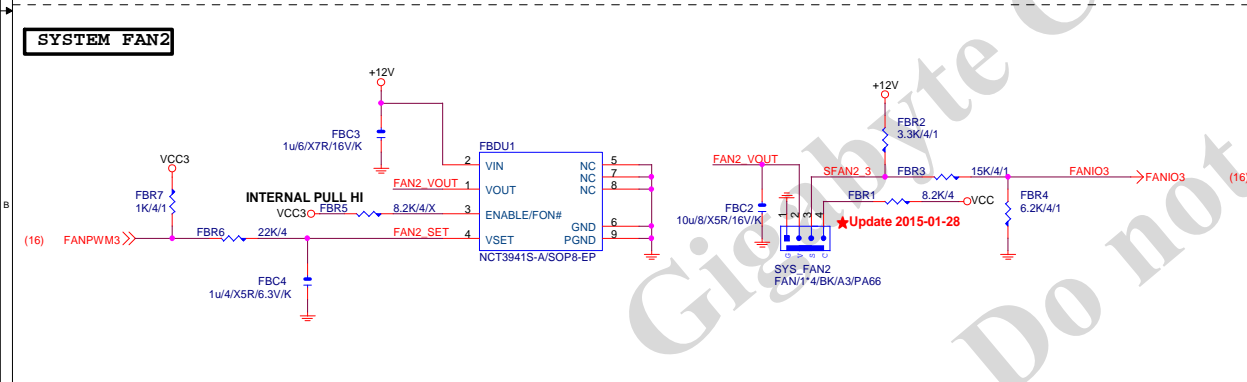 SYSTEM FAN2
+12V
FBC3
1u/6/X7R/16V/K
VCC3
FBR7
1K/4/1
INTERNAL PULL HI
VCC3
FBR5
8.2K/4/X
(16)
FANPWM3
FBR6
22K/4
FAN2_SET
FBC4
1u/4/X5R/6.3V/K
FAN2_VOUT
FBDU1
2
VIN
1
VOUT
3
ENABLE/FON#
4
VSET
NC
5
NC
7
NC
8
GND
6
PGND
9
NCT3941S-A/SOP8-EP
+12V
FBR2
3.3K/4/1
FAN2_VOUT
SFAN2_3
FBR3
15K/4/1
FANIO3
FANIO3
(16)
FBR1
8.2K/4
VCC
FBR4
6.2K/4/1
FBC2
10u/8/X5R/16V/K
1
2
3
4
Update 2015-01-28
G V S C
SYS_FAN2
FAN/1*4/BK/A3/PA66
B
Gigabyte C
Do not